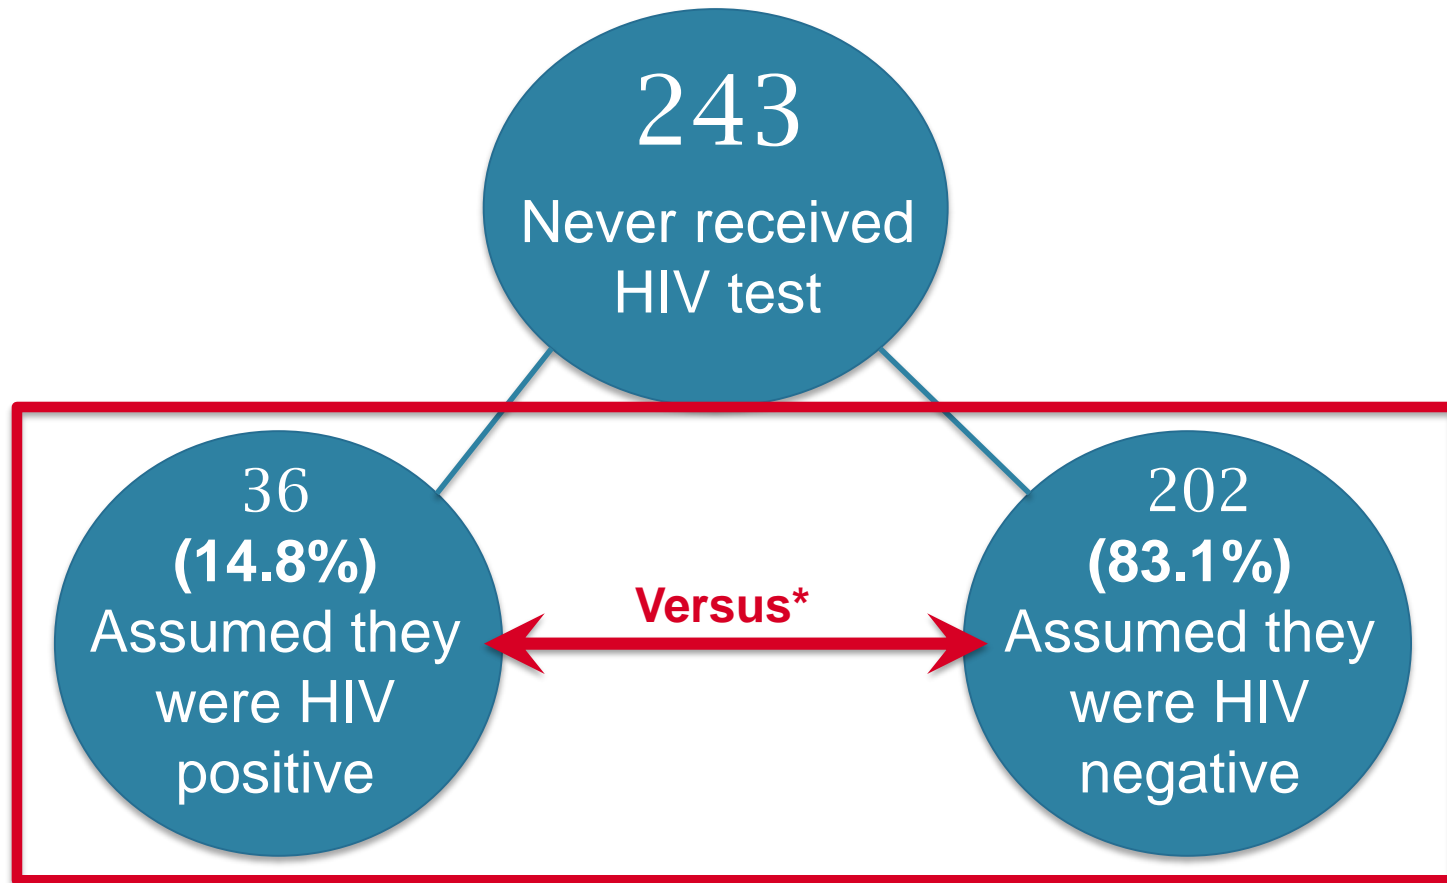 243
Never received
HIV test
36
(14.8%)
Assumed they
were HIV
positive
Versus*
202
(83.1%)
Assumed they
were HIV
negative